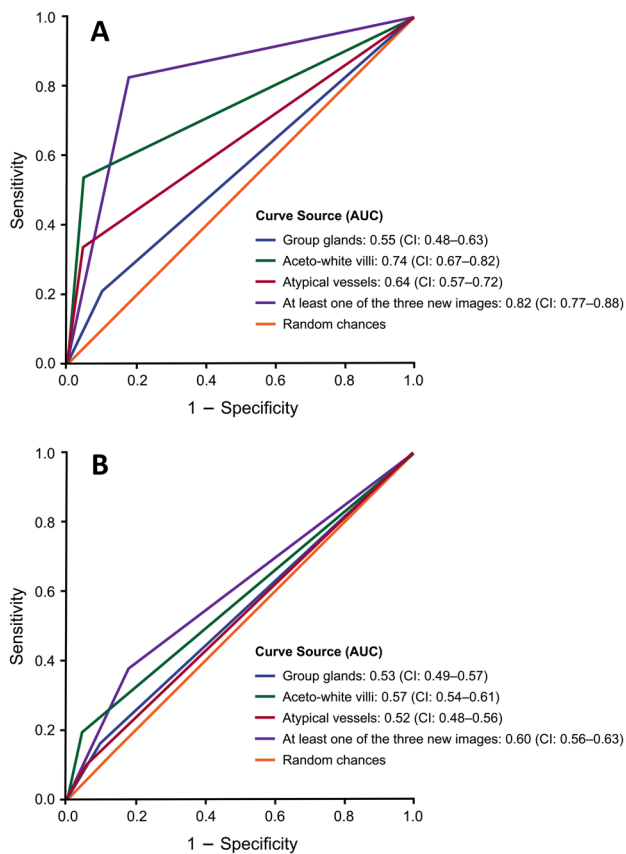 A
1.0
0.8
0.6
0.4
0.2
0.0
Sensitivity
Curve Source (AUC)
Group glands: 0.55 (CI: 0.48–0.63)
Aceto-white villi: 0.74 (CI: 0.67–0.82)
Atypical vessels: 0.64 (CI: 0.57–0.72)
At least one of the three new images: 0.82 (CI: 0.77–0.88)
Random chances
0.0 0.2 0.4 0.6 0.8 1.0
1 – Specificity
B
1.0
0.8
0.6
0.4
0.2
0.0
Sensitivity
Curve Source (AUC)
Group glands: 0.53 (CI: 0.49–0.57)
Aceto-white villi: 0.57 (CI: 0.54–0.61)
Atypical vessels: 0.52 (CI: 0.48–0.56)
At least one of the three new images: 0.60 (CI: 0.56–0.63)
Random chances
0.0 0.2 0.4 0.6 0.8 1.0
1 – Specificity